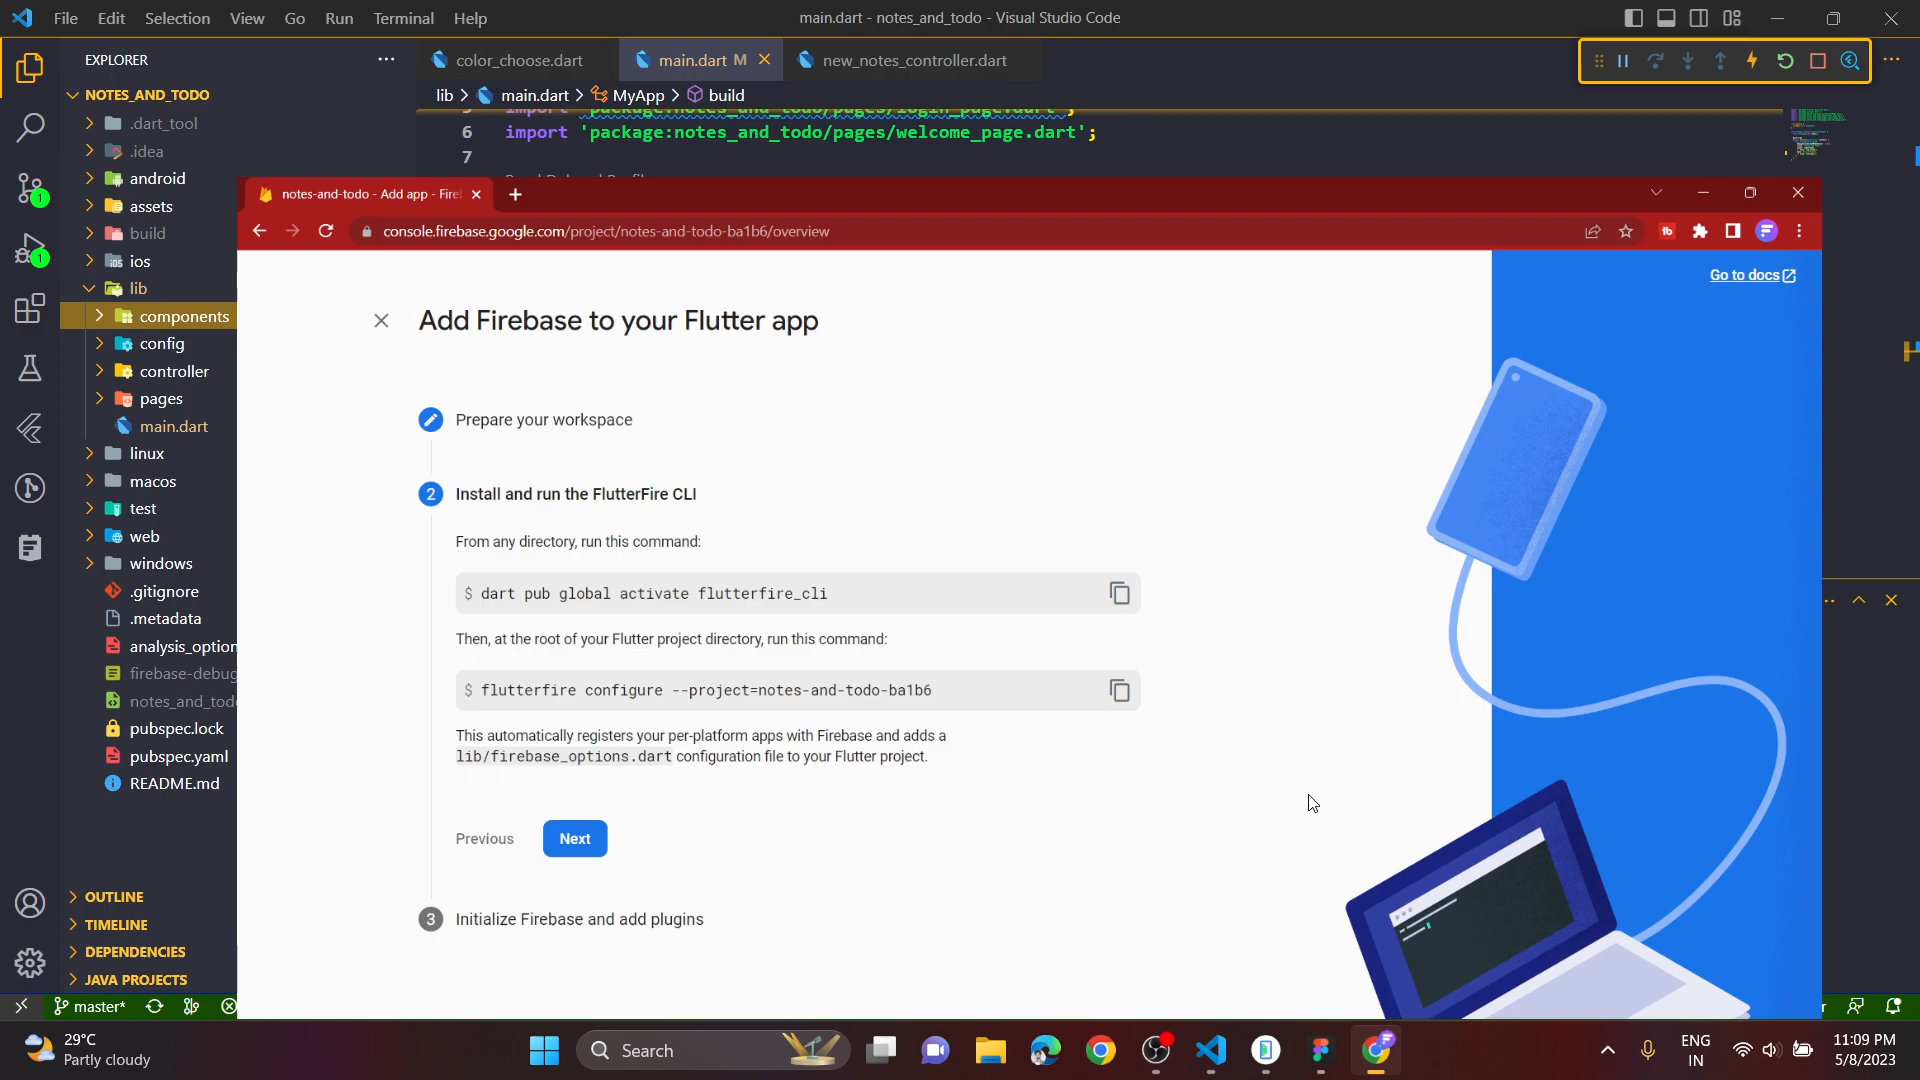 File Edit Selection View Go Run Terminal Help
main.dart - notes_and_todo - Visual Studio Code
EXPLORER
color_choose.dart
main.dart M
new_notes_controller.dart
NOTES_AND_TODO
lib > main.dart > MyApp > build
5 import 'package:notes_and_todo/pages/login_page.dart';
6 import 'package:notes_and_todo/pages/welcome_page.dart';
7
.dart_tool
.idea
android
assets
build
ios
lib
components
config
controller
pages
main.dart
linux
macos
test
web
windows
.gitignore
.metadata
analysis_option
firebase-debug
notes_and_tod
pubspec.lock
pubspec.yaml
README.md
OUTLINE
TIMELINE
DEPENDENCIES
JAVA PROJECTS
master*
1
1
notes-and-todo - Add app - Fire
console.firebase.google.com/project/notes-and-todo-ba1b6/overview
Go to docs
Add Firebase to your Flutter app
Prepare your workspace
2 Install and run the FlutterFire CLI
From any directory, run this command:
$ dart pub global activate flutterfire_cli
Then, at the root of your Flutter project directory, run this command:
$ flutterfire configure --project=notes-and-todo-ba1b6
This automatically registers your per-platform apps with Firebase and adds a
lib/firebase_options.dart configuration file to your Flutter project.
Previous Next
3 Initialize Firebase and add plugins
29°C
Partly cloudy
Search
ENG
IN
11:09 PM
5/8/2023